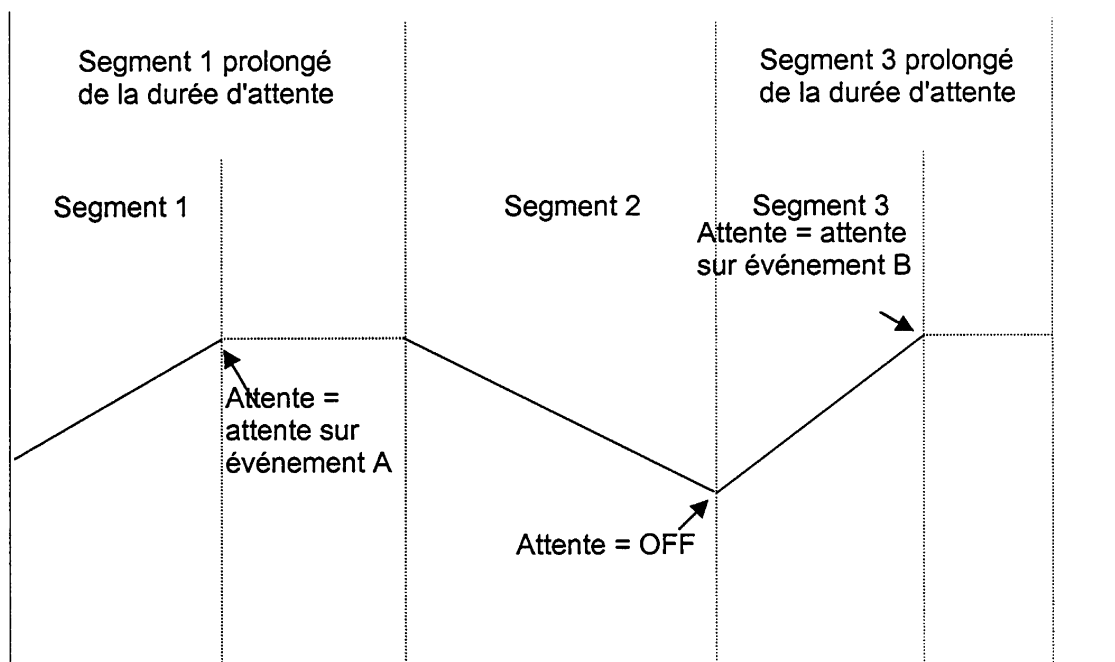 Segment 1 prolongé
de la durée d'attente
Segment 3 prolongé
de la durée d'attente
Segment 1
Segment 2
Segment 3
Attente = attente
sur événement B
Attente =
attente sur
événement A
Attente = OFF